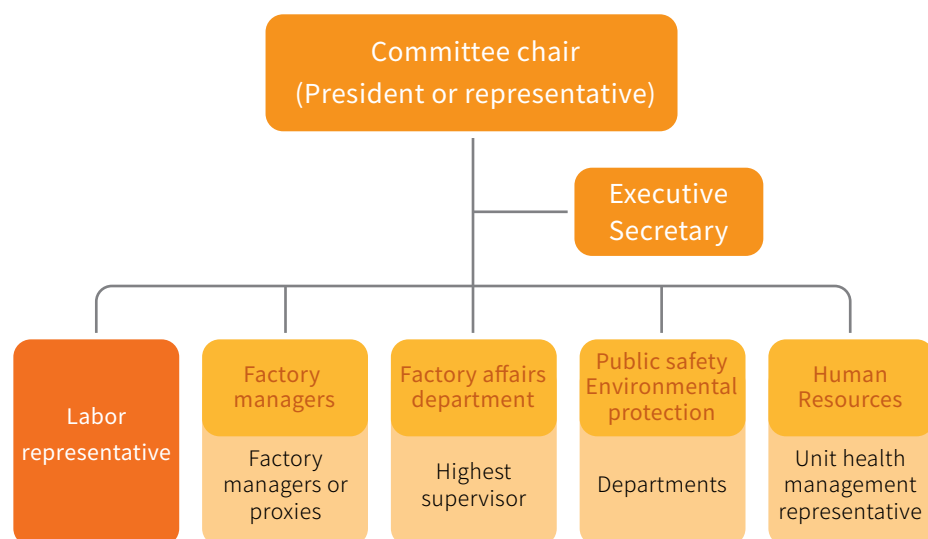 Committee chair
(President or representative)
Executive
Secretary
Labor
representative
Factory
managers
Factory
managers or
proxies
Factory affairs
department
Highest
supervisor
Public safety
Environmental
protection
Departments
Human
Resources
Unit health
management
representative